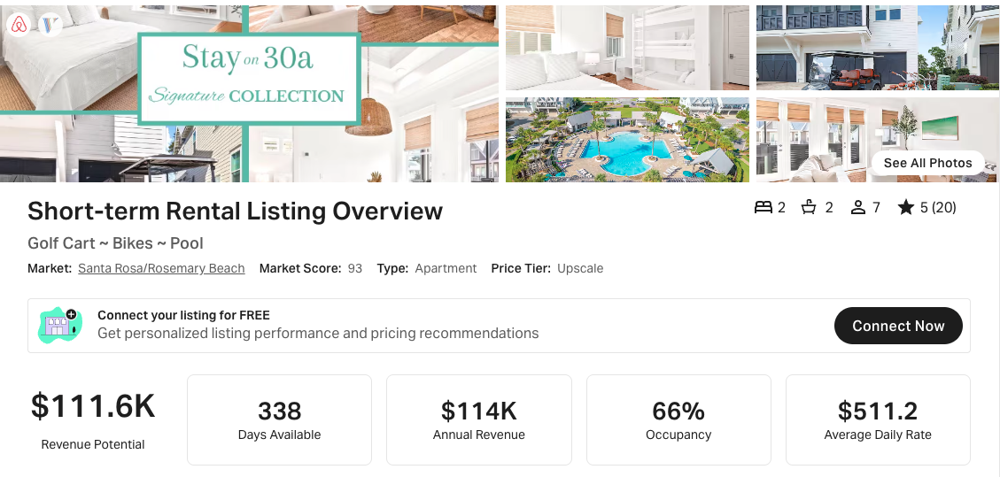 Stay on 30a
Signature COLLECTION
See All Photos
Short-term Rental Listing Overview
2 2 7 5 (20)
Golf Cart ~ Bikes ~ Pool
Market: Santa Rosa/Rosemary Beach Market Score: 93 Type: Apartment Price Tier: Upscale
Connect your listing for FREE
Get personalized listing performance and pricing recommendations
Connect Now
$111.6K
Revenue Potential
338
Days Available
$114K
Annual Revenue
66%
Occupancy
$511.2
Average Daily Rate